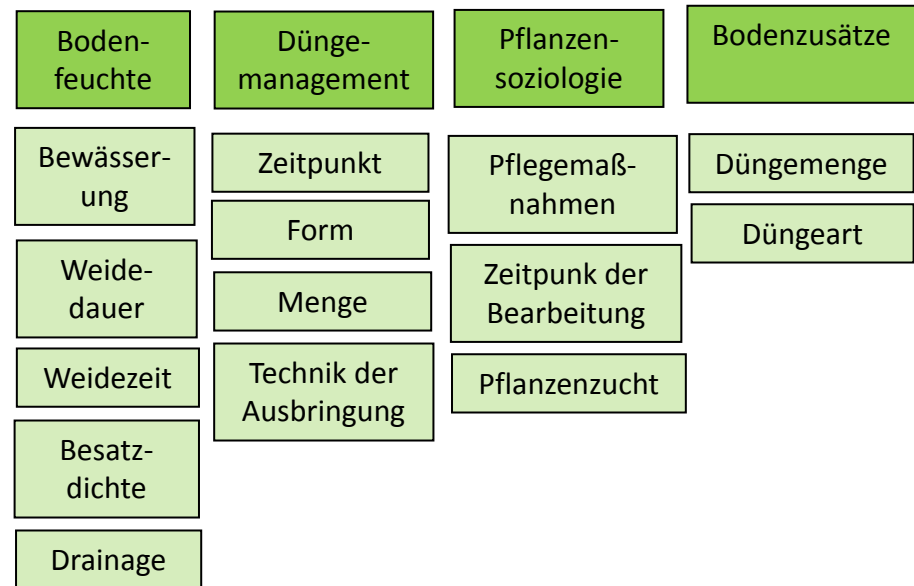 Boden-
feuchte
Bewässer-
ung
Weide-
dauer
Weidezeit
Besatz-
dichte
Drainage
Dünge-
management
Zeitpunkt
Form
Menge
Technik der
Ausbringung
Pflanzen-
soziologie
Pflegemaß-
nahmen
Zeitpunk der
Bearbeitung
Pflanzenzucht
Bodenzusätze
Düngemenge
Düngeart